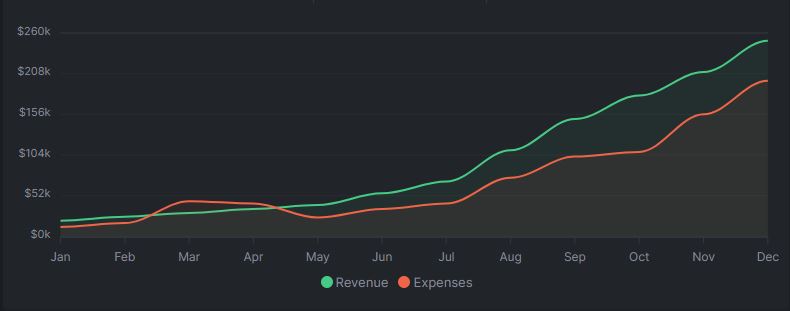 $260k
$208k
$156k
$104k
$52k
$0k
Jan Feb Mar Apr May Jun Jul Aug Sep Oct Nov Dec
Revenue Expenses